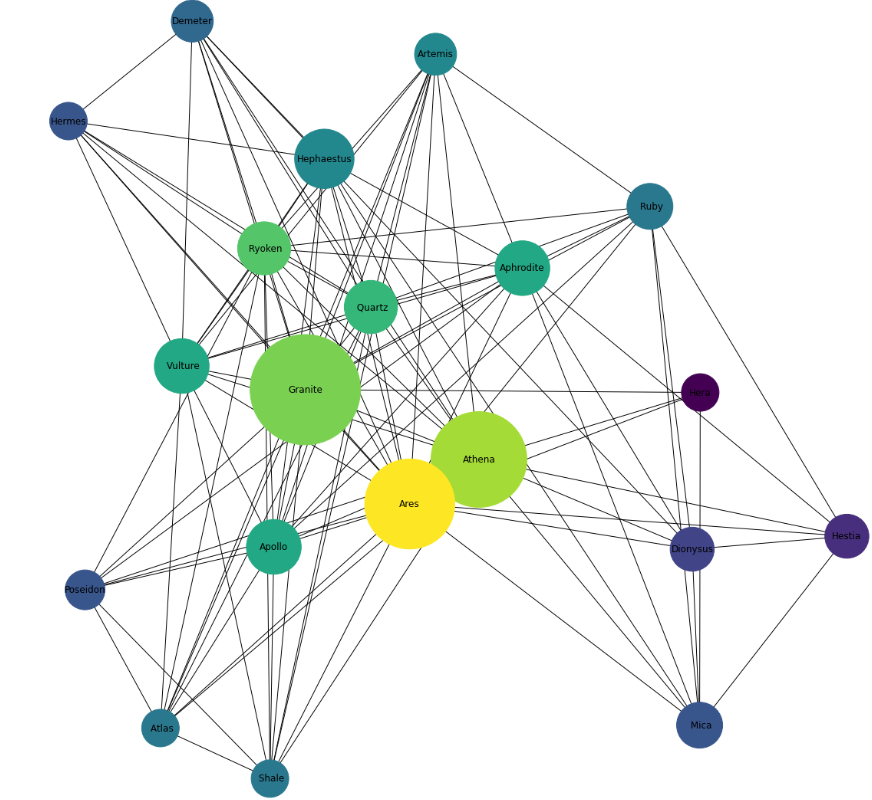 Demeter
Artemis
Hermes
Hephaestus
Ruby
Ryoken
Aphrodite
Quartz
Vulture
Granite
Hora
Athena
Ares
Hestia
Apollo
Dionysus
Poseidon
Mica
Atlas
Shale